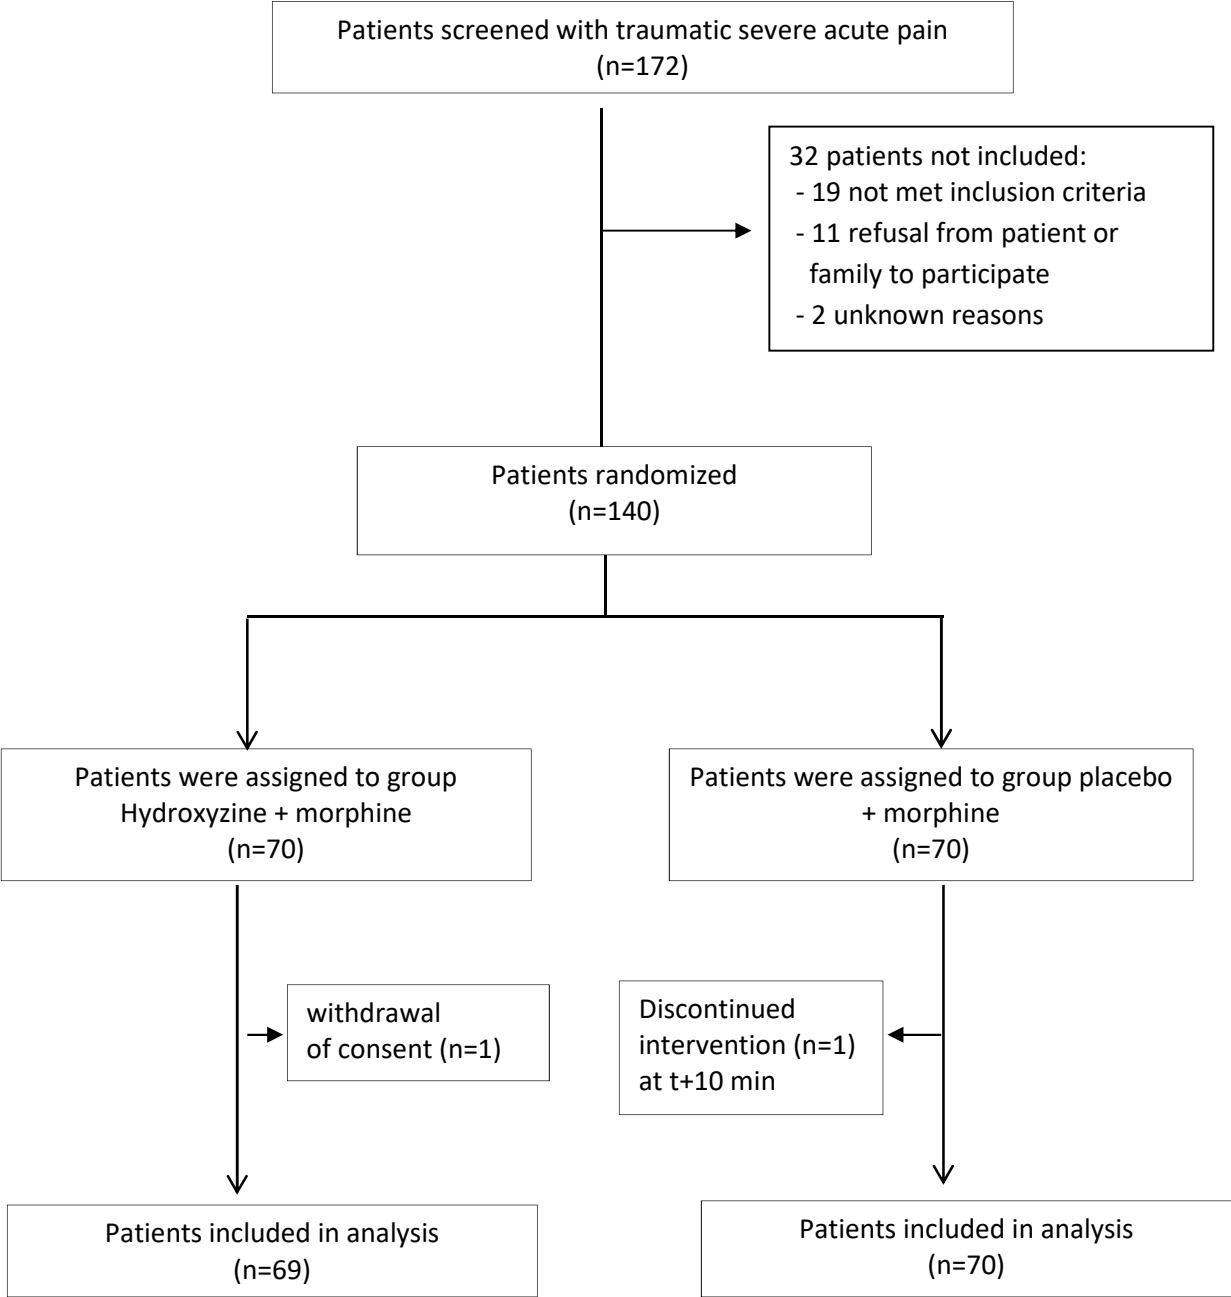 Patients screened with traumatic severe acute pain
(n=172)
32 patients not included:
- 19 not met inclusion criteria
- 11 refusal from patient or
family to participate
- 2 unknown reasons
Patients randomized
(n=140)
Patients were assigned to group
Hydroxyzine + morphine
(n=70)
Patients were assigned to group placebo
+ morphine
(n=70)
withdrawal
of consent (n=1)
Discontinued
intervention (n=1)
at t+10 min
Patients included in analysis
(n=69)
Patients included in analysis
(n=70)